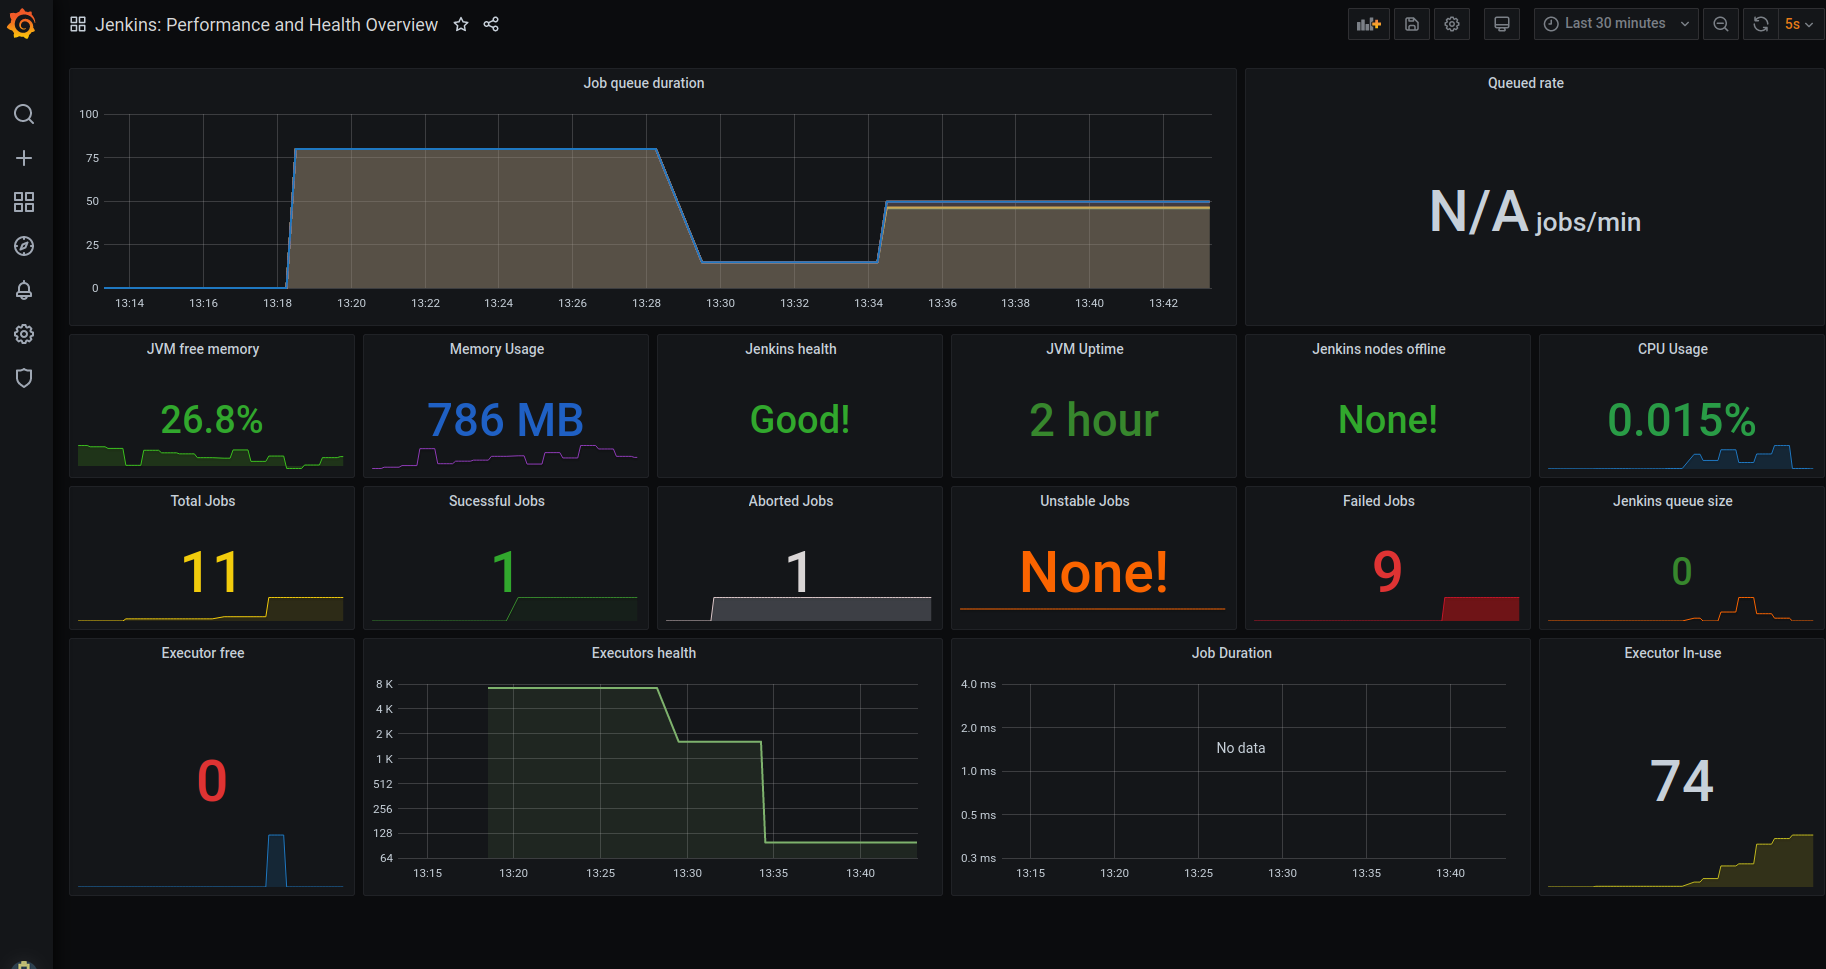 Jenkins: Performance and Health Overview
Last 30 minutes
5s
Job queue duration
100
75
50
25
0
13:14 13:16 13:18 13:20 13:22 13:24 13:26 13:28 13:30 13:32 13:34 13:36 13:38 13:40 13:42
Queued rate
N/A jobs/min
JVM free memory
26.8%
Memory Usage
786 MB
Jenkins health
Good!
JVM Uptime
2 hour
Jenkins nodes offline
None!
CPU Usage
0.015%
Total Jobs
11
Sucessful Jobs
1
Aborted Jobs
1
Unstable Jobs
None!
Failed Jobs
9
Jenkins queue size
0
Executor free
0
Executors health
8 K
4 K
2 K
1 K
512
256
128
64
13:15 13:20 13:25 13:30 13:35 13:40
Job Duration
4.0 ms
2.0 ms
No data
1.0 ms
0.5 ms
0.3 ms
13:15 13:20 13:25 13:30 13:35 13:40
Executor In-use
74